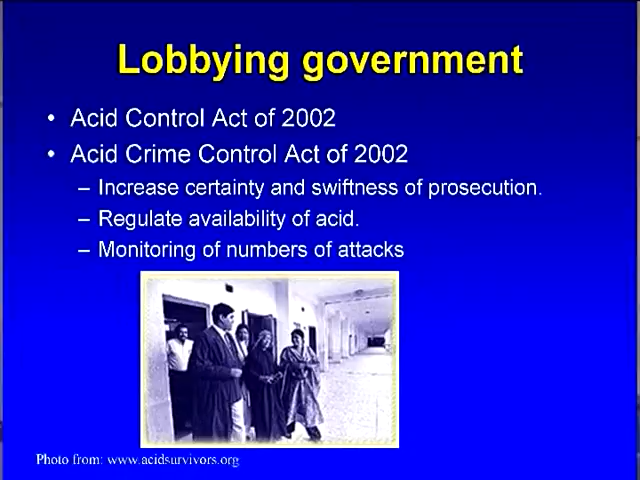 Lobbying government
• Acid Control Act of 2002
• Acid Crime Control Act of 2002
– Increase certainty and swiftness of prosecution.
– Regulate availability of acid.
– Monitoring of numbers of attacks
Photo from: www.acidsurvivors.org